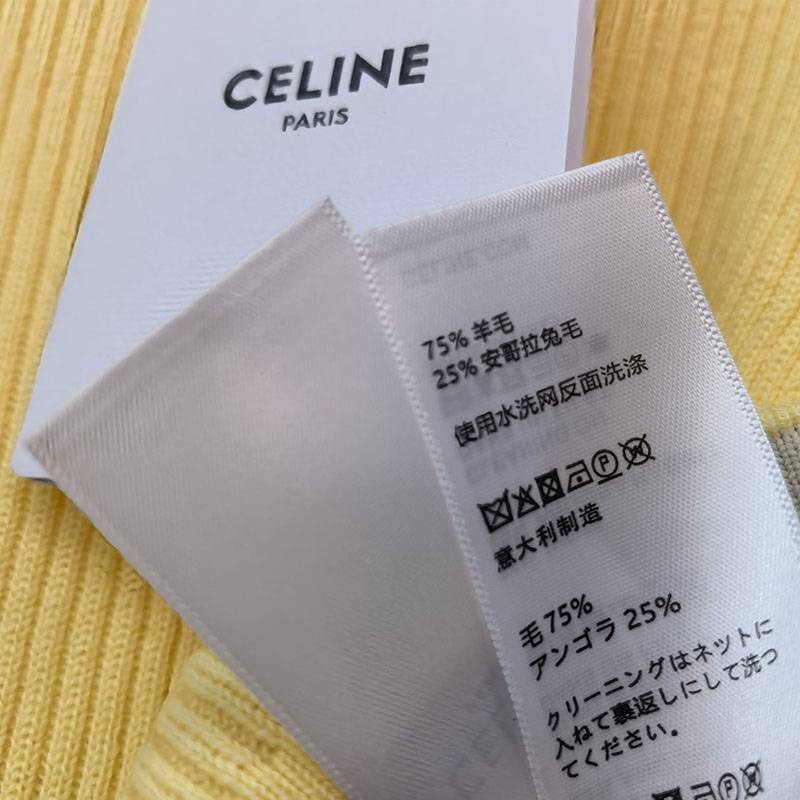 CELINE
PARIS
75% 羊毛
25% 安哥拉兔毛
使用水洗网反面洗涤
意大利制造
毛 75%
アンゴラ 25%
クリーニングはネットに
入れて裏返しにして洗っ
てください。